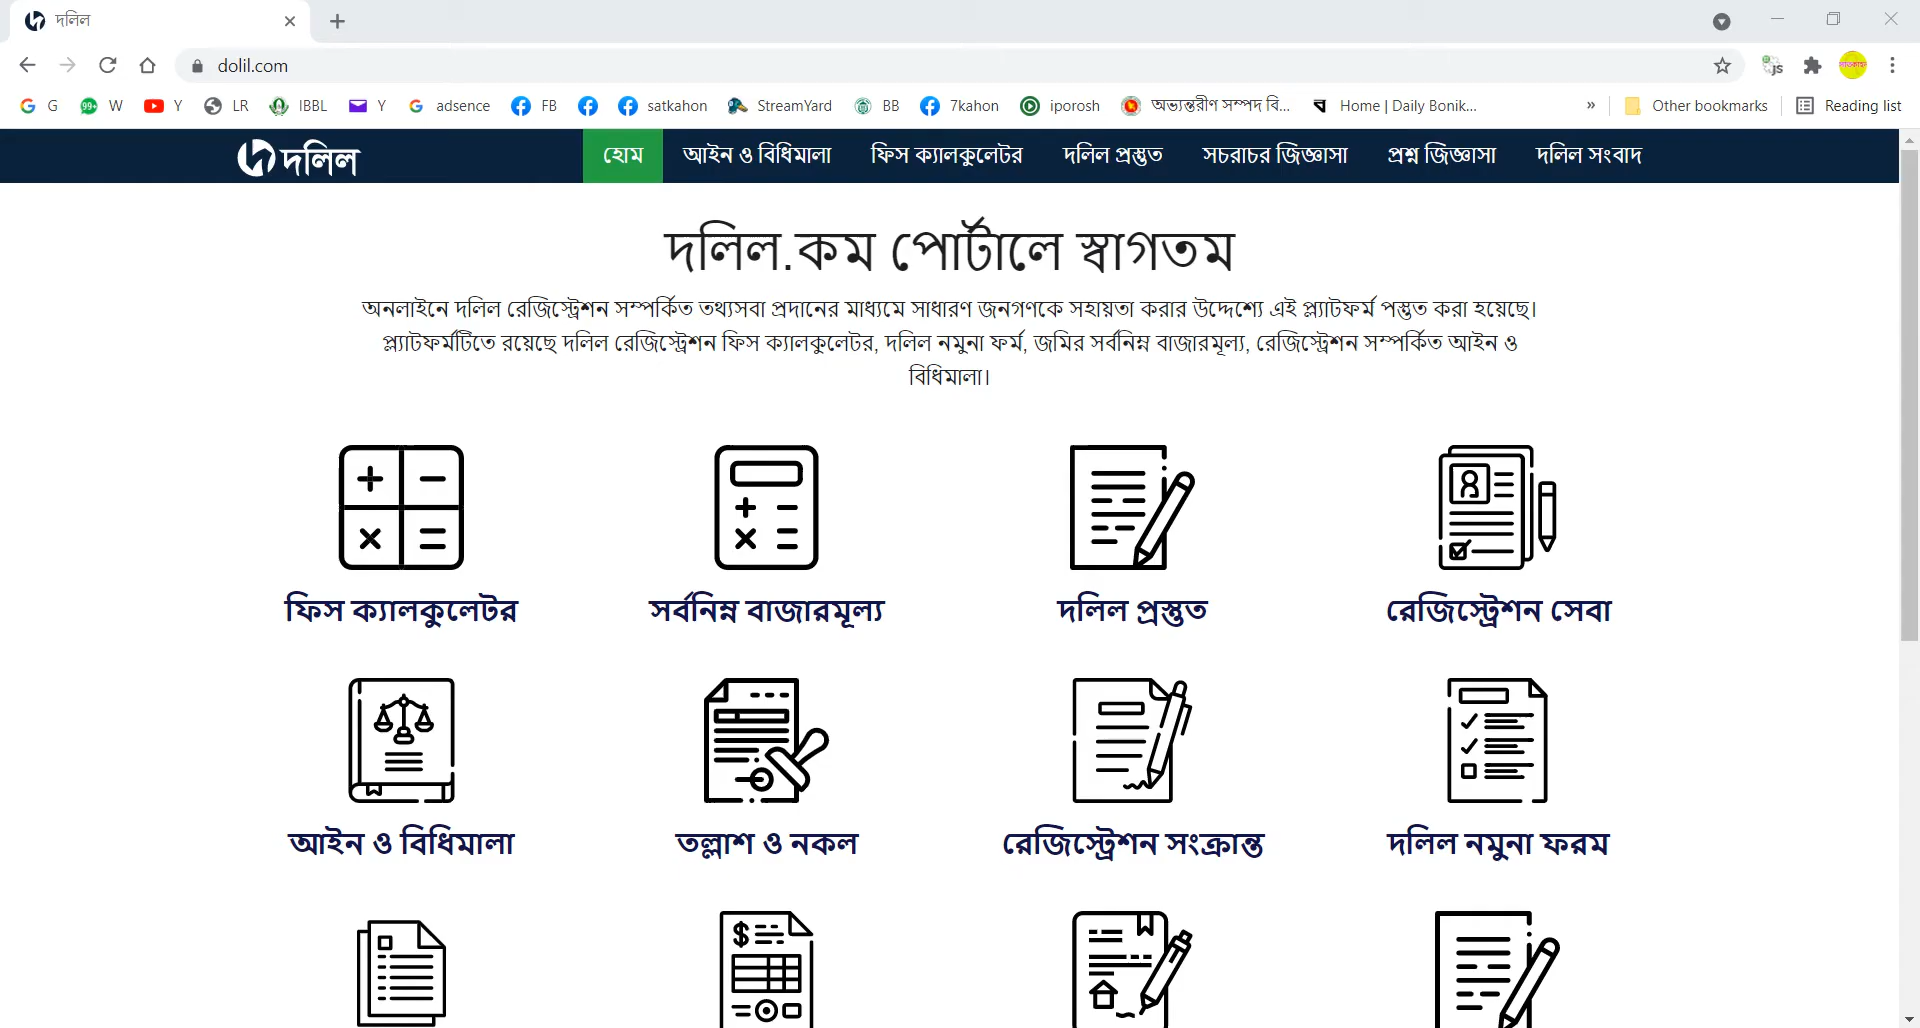 দলিল
dolil.com
G W Y LR IBBL Y adsence FB satkahon StreamYard BB 7kahon iporosh অভ্যন্তরীণ সম্পদ বি... Home | Daily Bonik... » Other bookmarks Reading list
দলিল হোম আইন ও বিধিমালা ফিস ক্যালকুলেটর দলিল প্রস্তুত সচরাচর জিজ্ঞাসা প্রশ্ন জিজ্ঞাসা দলিল সংবাদ
দলিল.কম পোর্টালে স্বাগতম
অনলাইনে দলিল রেজিস্ট্রেশন সম্পর্কিত তথ্যসবা প্রদানের মাধ্যমে সাধারণ জনগণকে সহায়তা করার উদ্দেশ্যে এই প্ল্যাটফর্ম পস্তুত করা হয়েছে।
প্ল্যাটফর্মটিতে রয়েছে দলিল রেজিস্ট্রেশন ফিস ক্যালকুলেটর, দলিল নমুনা ফর্ম, জমির সর্বনিম্ন বাজারমূল্য, রেজিস্ট্রেশন সম্পর্কিত আইন ও
বিধিমালা।
ফিস ক্যালকুলেটর সর্বনিম্ন বাজারমূল্য দলিল প্রস্তুত রেজিস্ট্রেশন সেবা
আইন ও বিধিমালা তল্লাশ ও নকল রেজিস্ট্রেশন সংক্রান্ত দলিল নমুনা ফরম